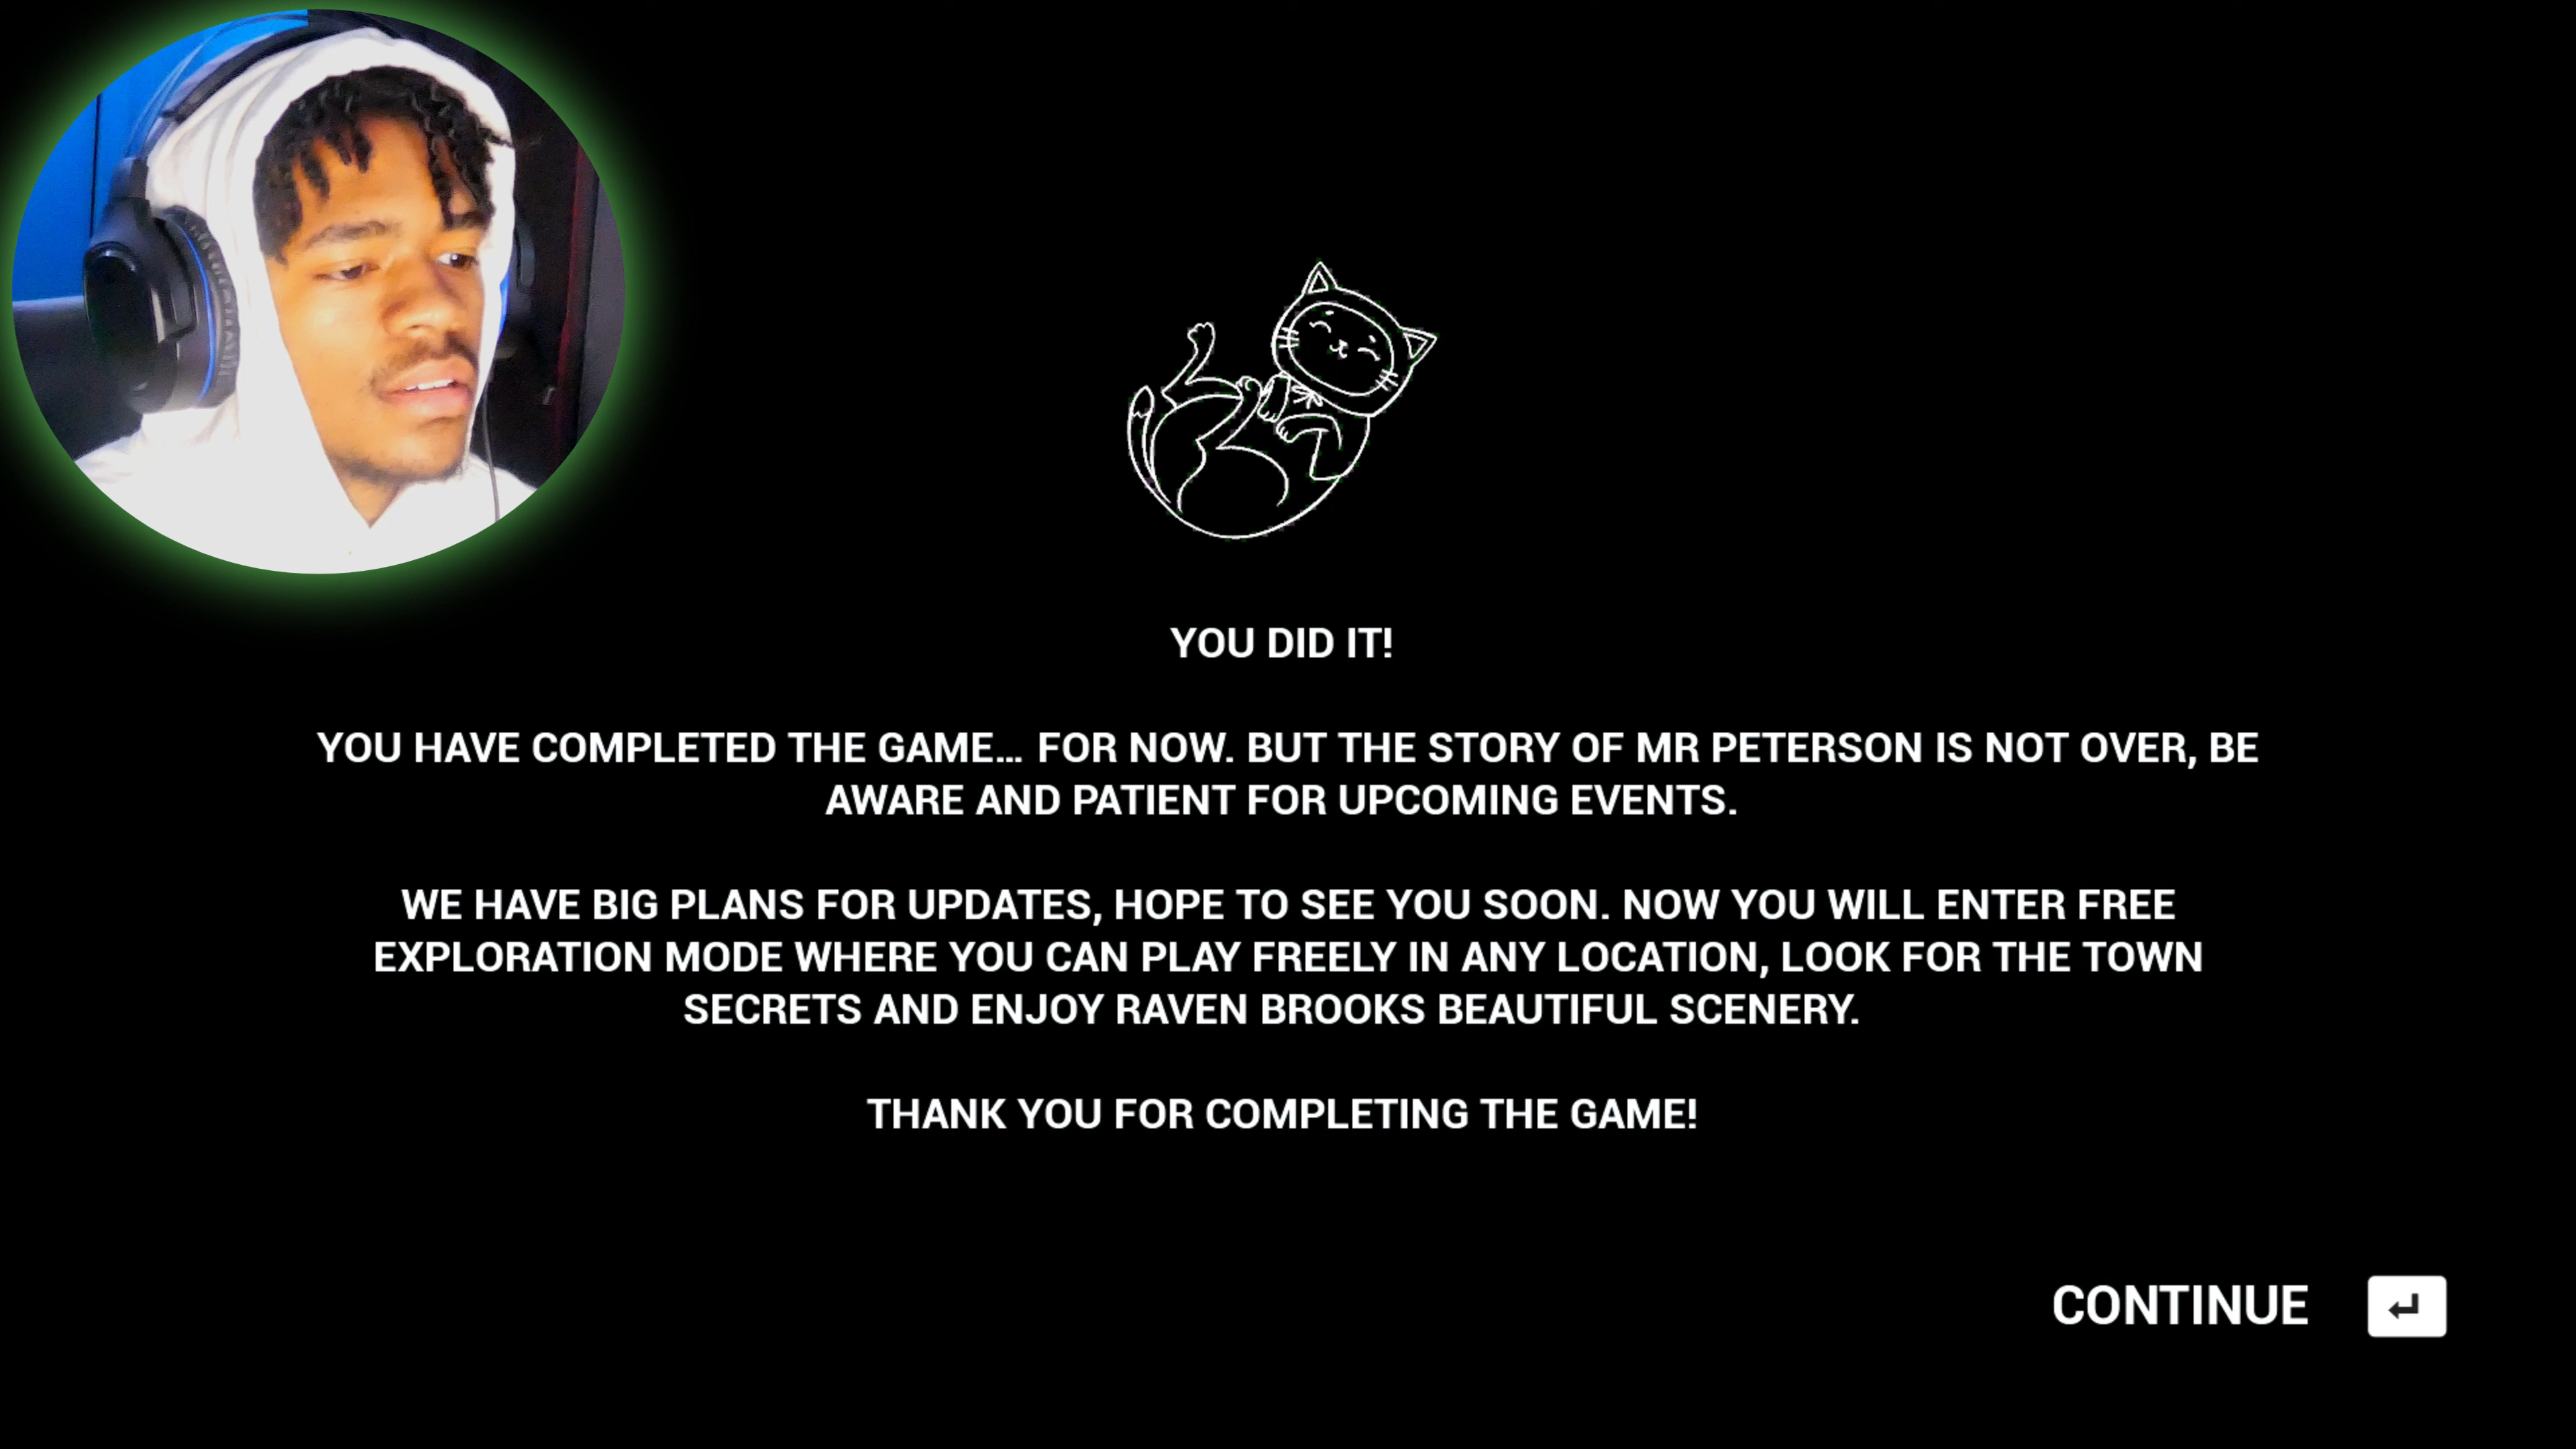 YOU DID IT!
YOU HAVE COMPLETED THE GAME... FOR NOW. BUT THE STORY OF MR PETERSON IS NOT OVER, BE
AWARE AND PATIENT FOR UPCOMING EVENTS.
WE HAVE BIG PLANS FOR UPDATES, HOPE TO SEE YOU SOON. NOW YOU WILL ENTER FREE
EXPLORATION MODE WHERE YOU CAN PLAY FREELY IN ANY LOCATION, LOOK FOR THE TOWN
SECRETS AND ENJOY RAVEN BROOKS BEAUTIFUL SCENERY.
THANK YOU FOR COMPLETING THE GAME!
CONTINUE